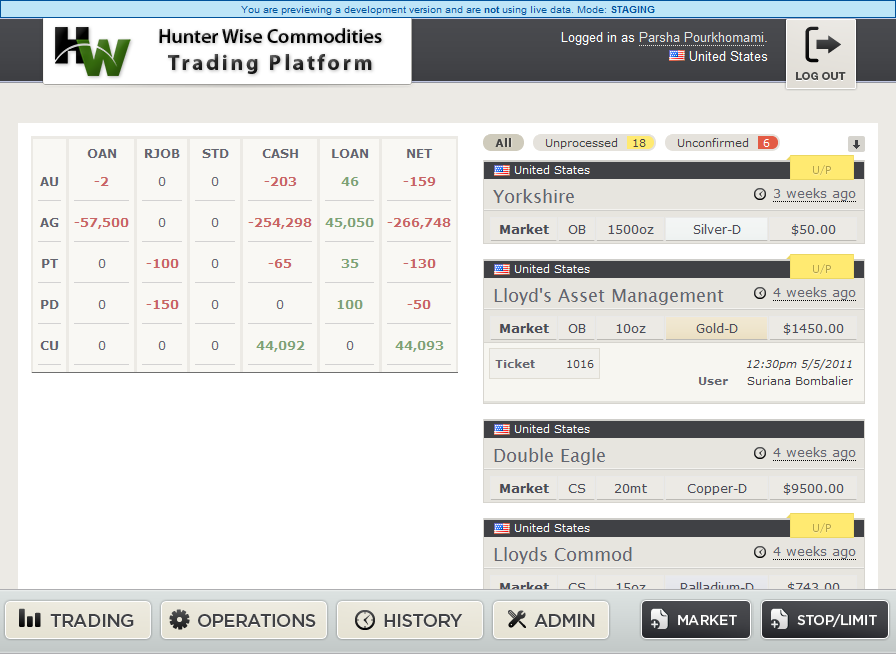 You are previewing a development version and are not using live data. Mode: STAGING
HW
Hunter Wise Commodities
Trading Platform
Logged in as Parsha Pourkhomami.
United States
LOG OUT
OAN RJOB STD CASH LOAN NET
AU -2 0 0 -203 46 -159
AG -57,500 0 0 -254,298 45,050 -266,748
PT 0 -100 0 -65 35 -130
PD 0 -150 0 0 100 -50
CU 0 0 0 44,092 0 44,093
All Unprocessed 18 Unconfirmed 6
United States U/P
Yorkshire 3 weeks ago
Market OB 1500oz Silver-D $50.00
United States U/P
Lloyd's Asset Management 4 weeks ago
Market OB 10oz Gold-D $1450.00
Ticket 1016 12:30pm 5/5/2011
User Suriana Bombalier
United States
Double Eagle 4 weeks ago
Market CS 20mt Copper-D $9500.00
United States U/P
Lloyds Commod 4 weeks ago
Market CS 15oz Palladium-D $743.00
TRADING OPERATIONS HISTORY ADMIN MARKET STOP/LIMIT